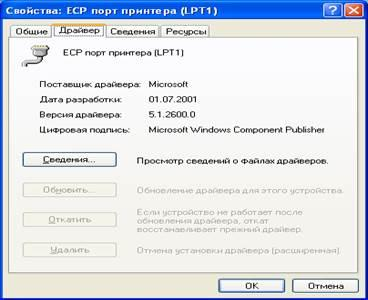 Свойства: ECP порт принтера (LPT1)
Общие Драйвер Сведения Ресурсы
ECP порт принтера (LPT1)
Поставщик драйвера: Microsoft
Дата разработки: 01.07.2001
Версия драйвера: 5.1.2600.0
Цифровая подпись: Microsoft Windows Component Publisher
Сведения... Просмотр сведений о файлах драйверов.
Обновить... Обновление драйвера для этого устройства.
Откатить Если устройство не работает после
обновления драйвера, откат
восстанавливает прежний драйвер.
Удалить Отмена установки драйвера (расширенная).
OK Отмена